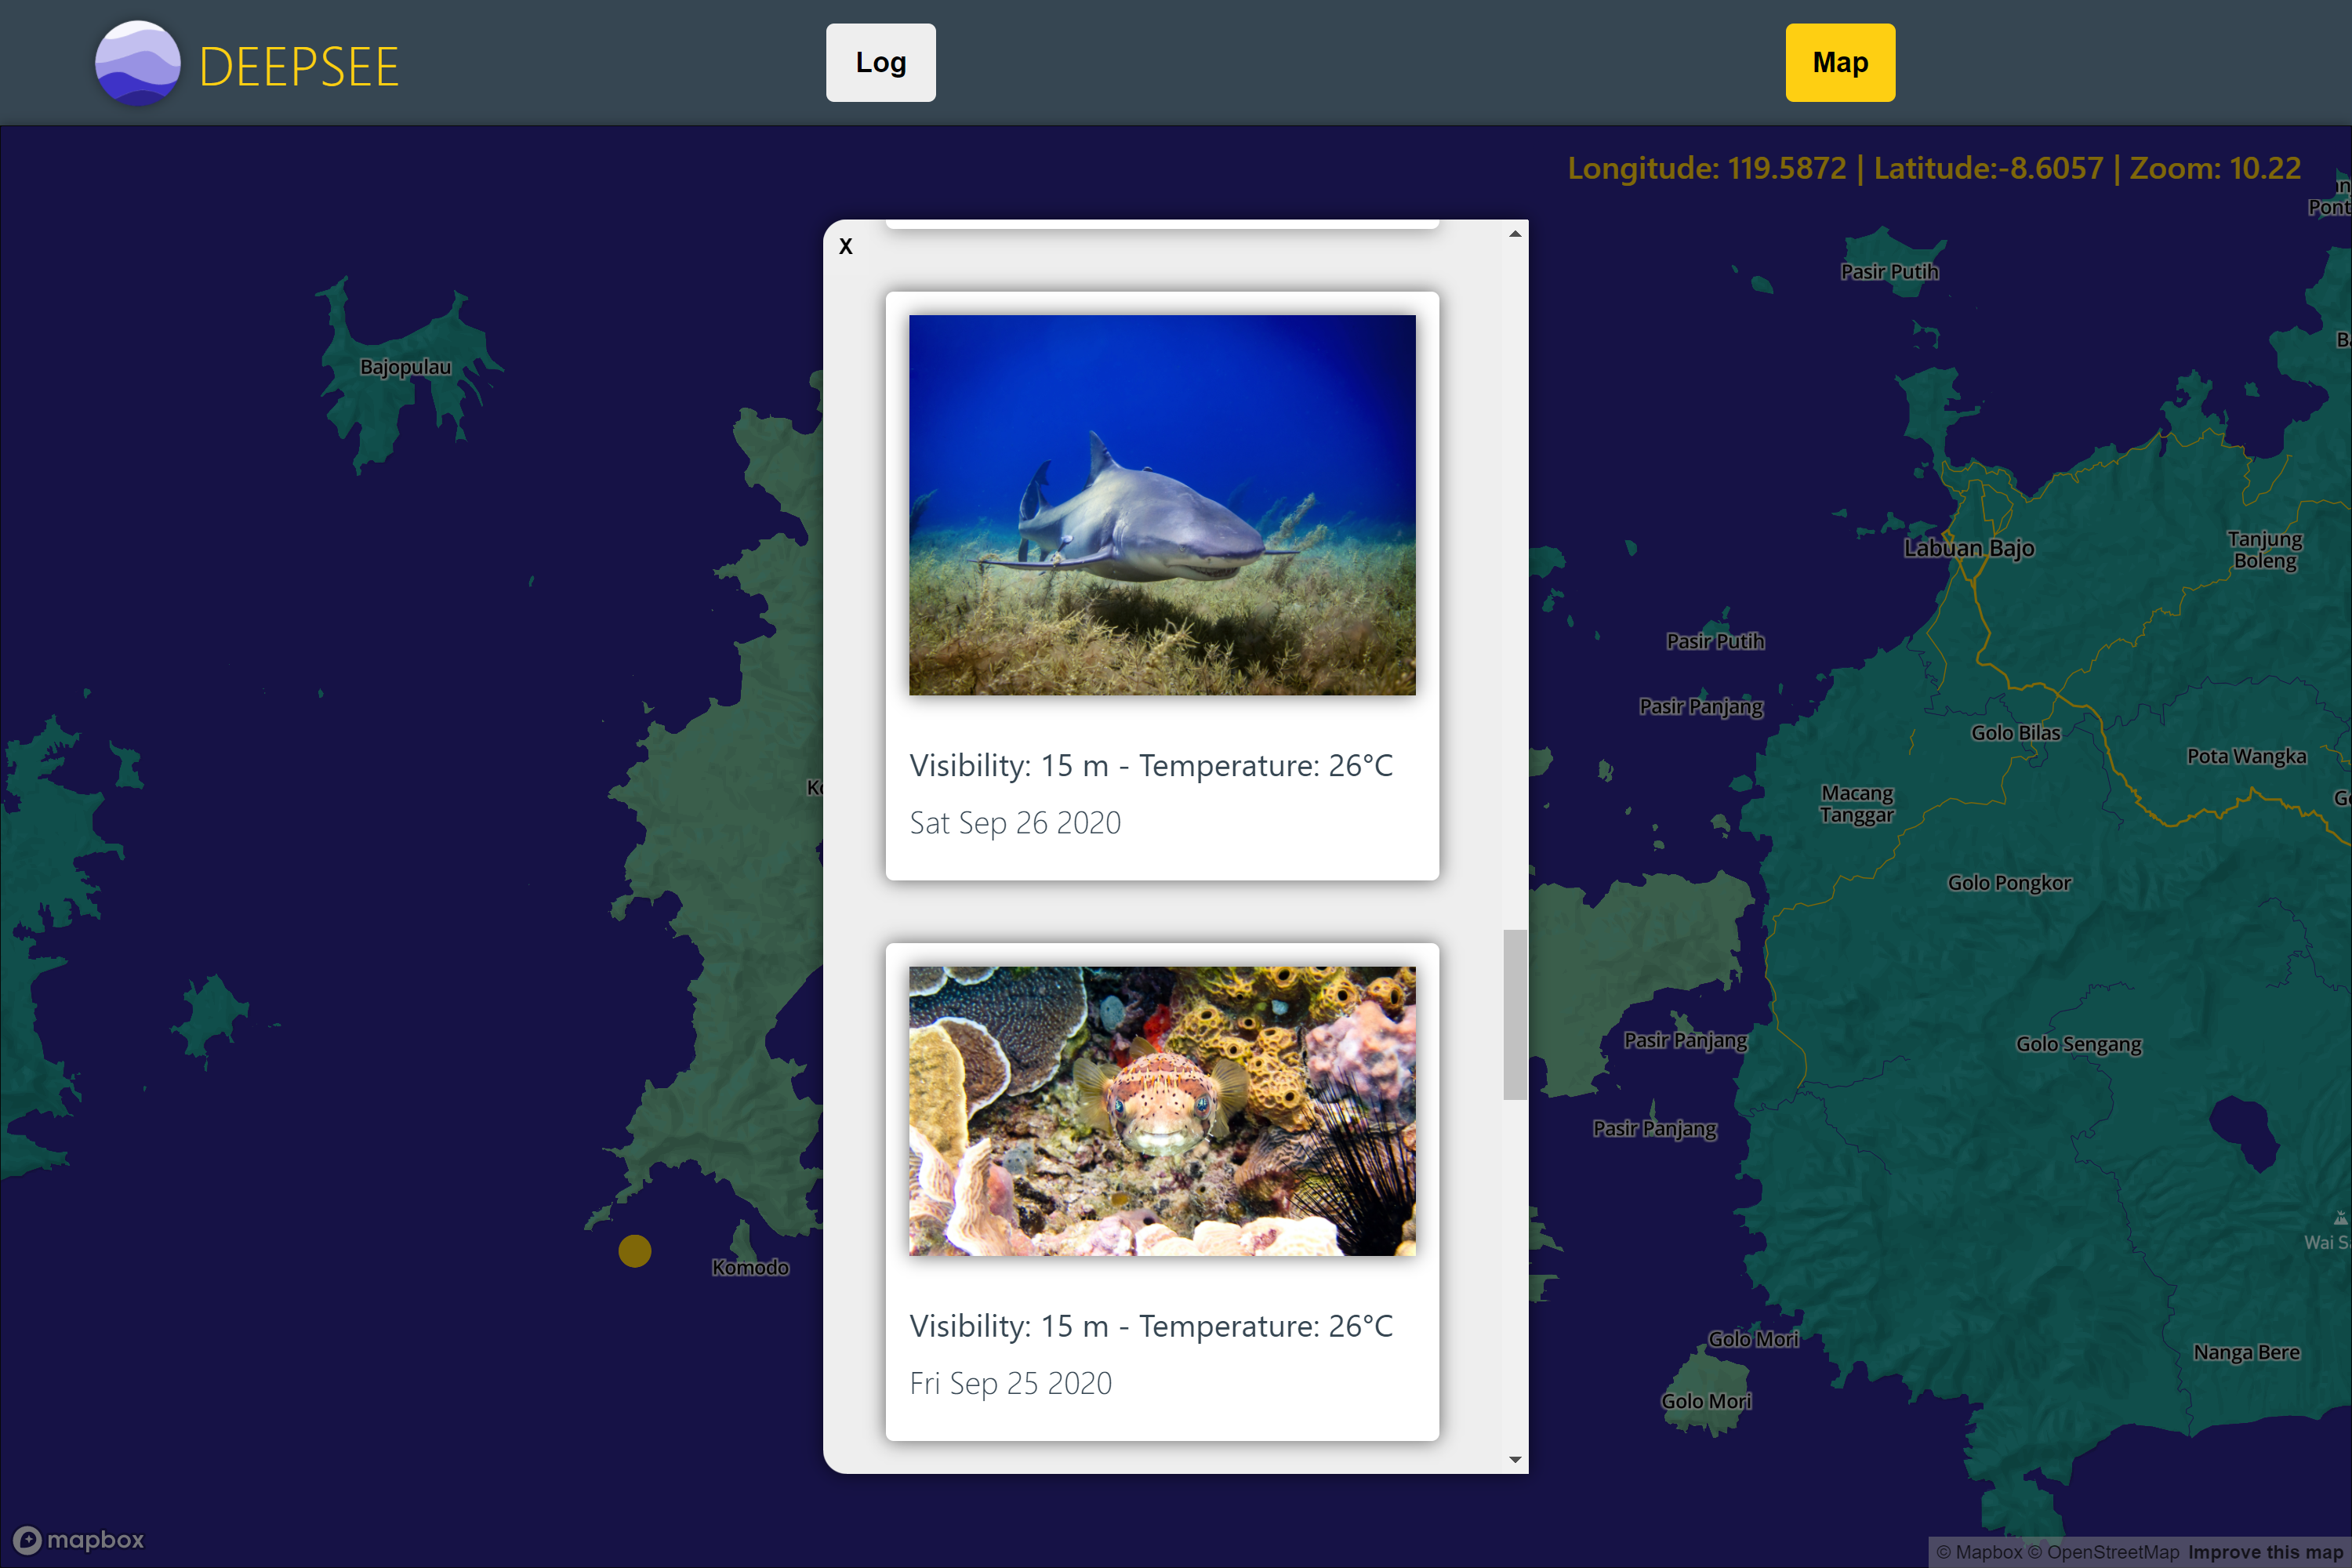 DEEPSEE
Log
Map
Longitude: 119.5872 | Latitude:-8.6057 | Zoom: 10.22
X
Pasir Putih
Bajopulau
Labuan Bajo
Tanjung
Boleng
Pasir Putih
Pasir Panjang
Golo Bilas
Pota Wangka
Visibility: 15 m - Temperature: 26°C
Sat Sep 26 2020
Macang
Tanggar
Golo Pongkor
Pasir Panjang
Golo Sengang
Pasir Panjang
Komodo
Visibility: 15 m - Temperature: 26°C
Fri Sep 25 2020
Golo Mori
Nanga Bere
Golo Mori
mapbox
© Mapbox © OpenStreetMap Improve this map